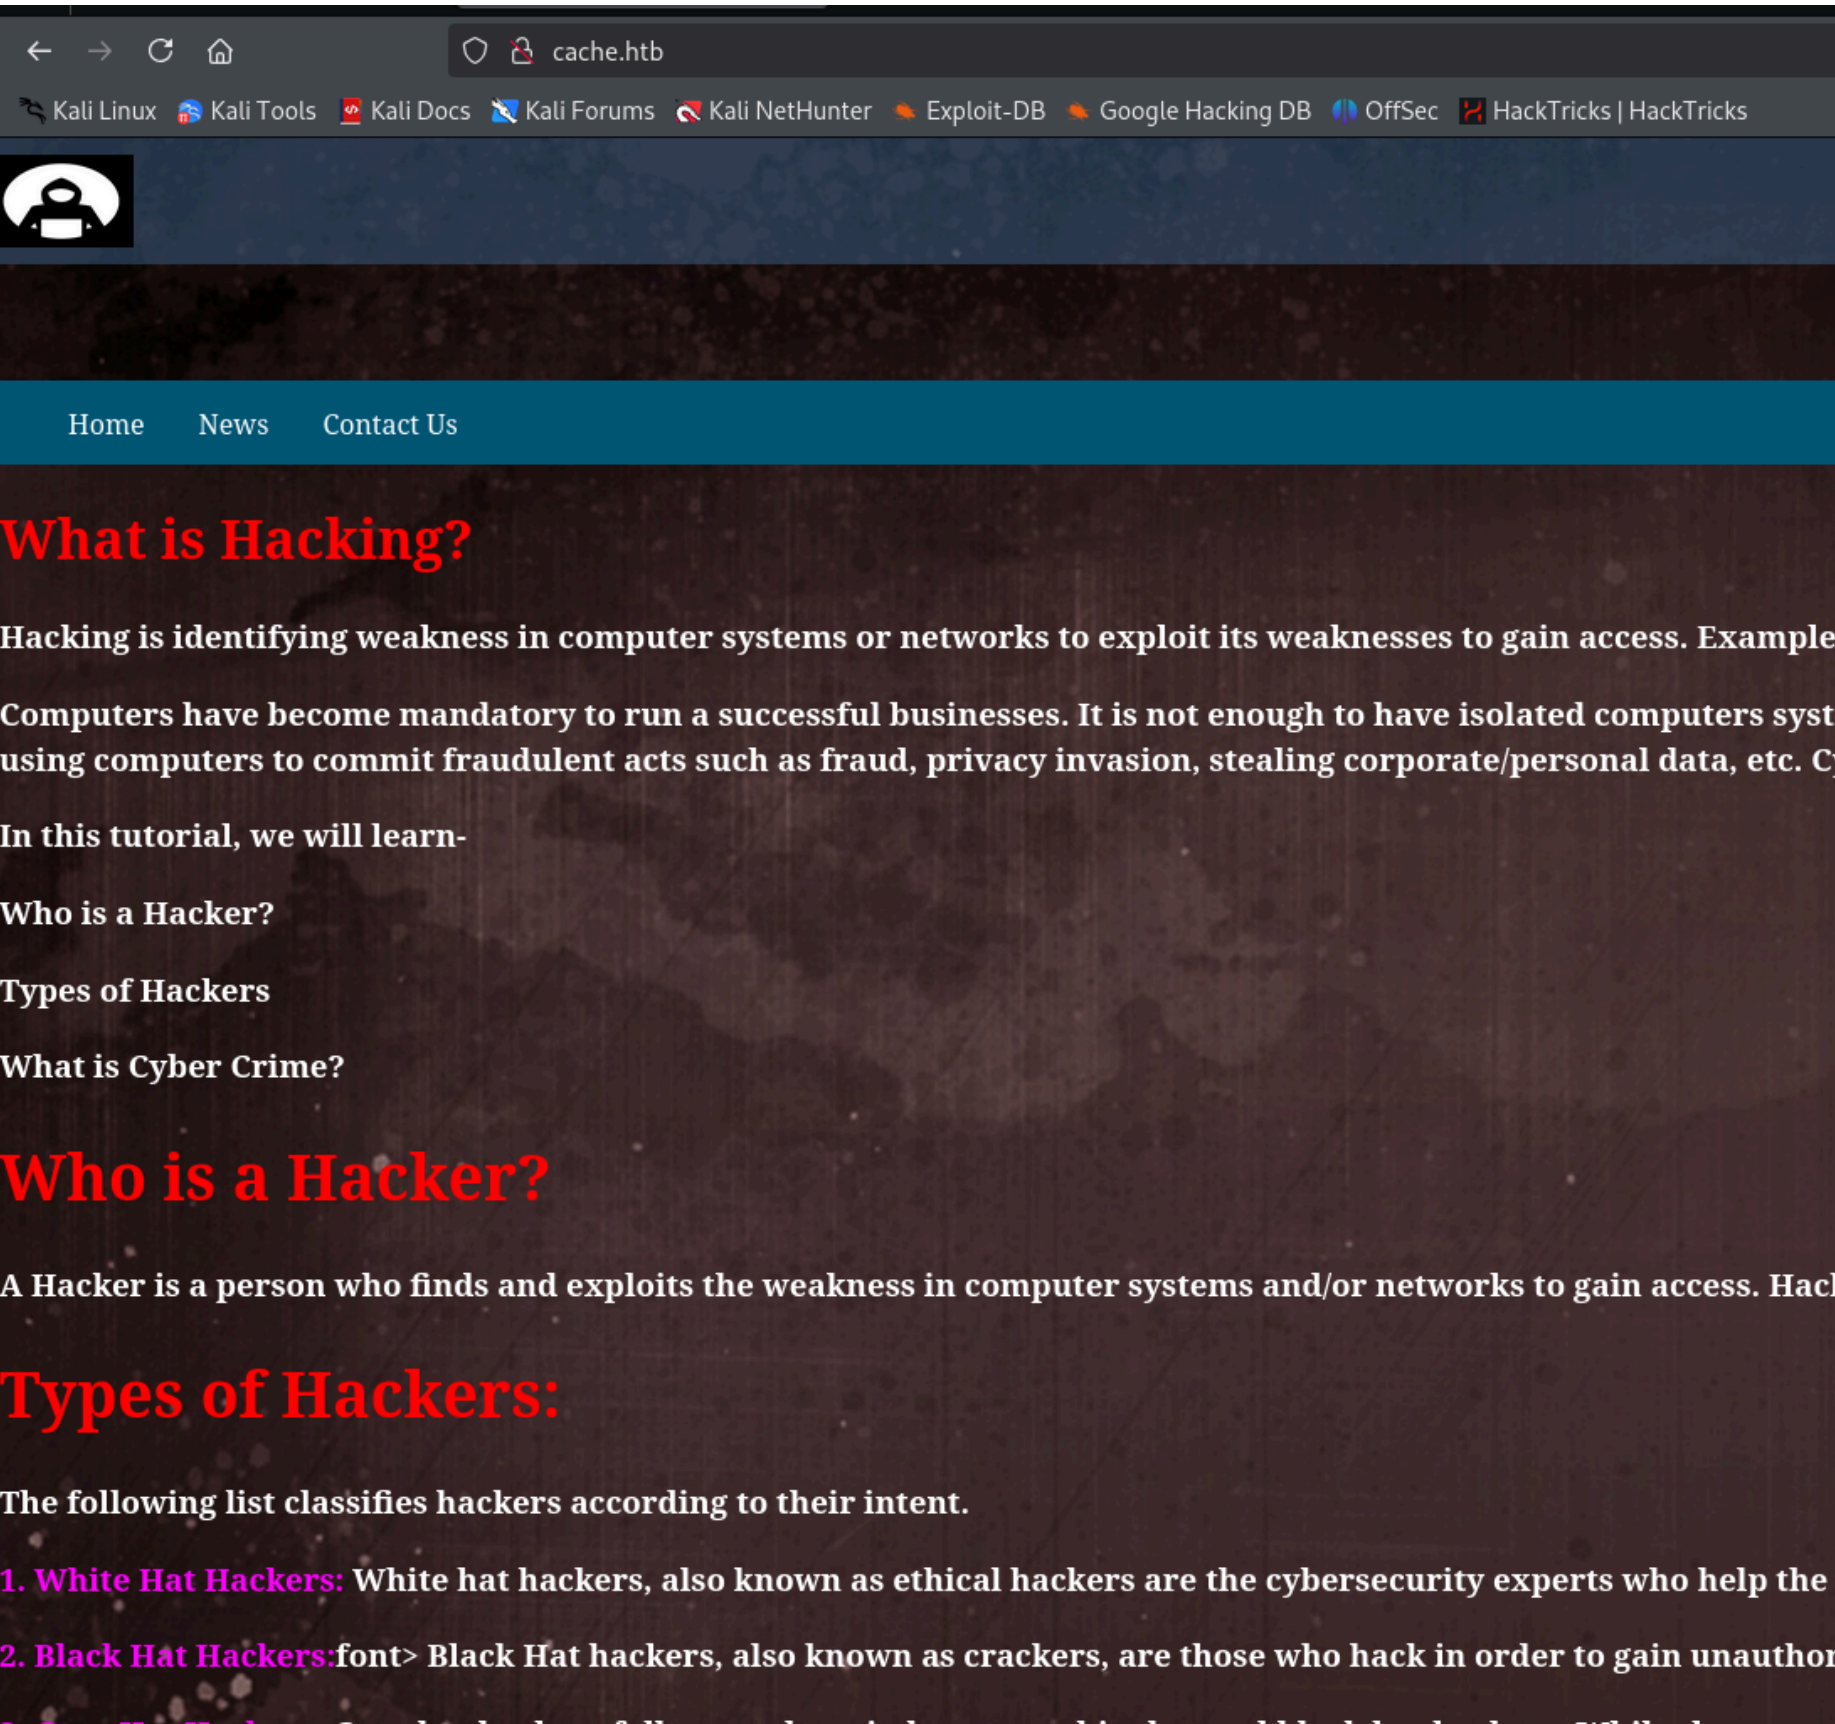 cache.htb
Kali Linux Kali Tools Kali Docs Kali Forums Kali NetHunter Exploit-DB Google Hacking DB OffSec HackTricks | HackTricks
Home News Contact Us
What is Hacking?
Hacking is identifying weakness in computer systems or networks to exploit its weaknesses to gain access. Example
Computers have become mandatory to run a successful businesses. It is not enough to have isolated computers syst
using computers to commit fraudulent acts such as fraud, privacy invasion, stealing corporate/personal data, etc. C
In this tutorial, we will learn-
Who is a Hacker?
Types of Hackers
What is Cyber Crime?
Who is a Hacker?
A Hacker is a person who finds and exploits the weakness in computer systems and/or networks to gain access. Hac
Types of Hackers:
The following list classifies hackers according to their intent.
1. White Hat Hackers: White hat hackers, also known as ethical hackers are the cybersecurity experts who help the
2. Black Hat Hackers:font> Black Hat hackers, also known as crackers, are those who hack in order to gain unauthor